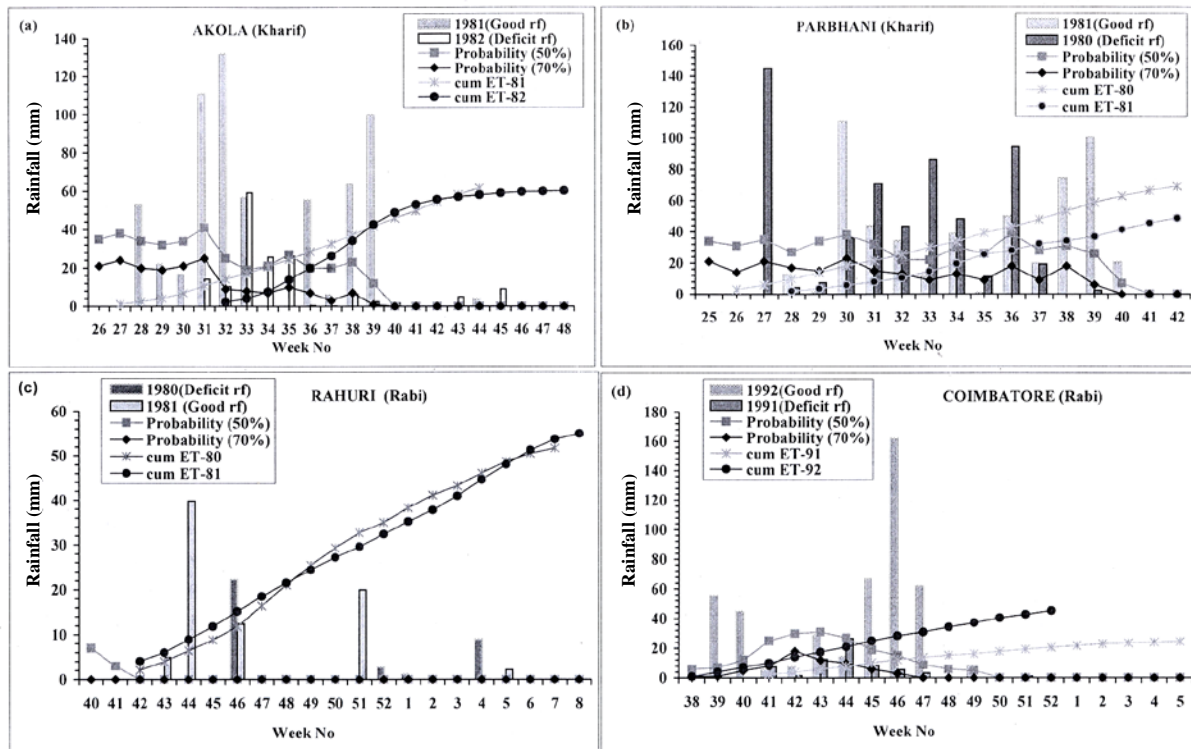 (a)
AKOLA (Kharif)
1981(Good rf)
1982 (Deficit rf)
Probability (50%)
Probability (70%)
cum ET-81
cum ET-82
Rainfall (mm)
140
120
100
80
60
40
20
0
26 27 28 29 30 31 32 33 34 35 36 37 38 39 40 41 42 43 44 45 46 47 48
Week No
(b)
PARBHANI (Kharif)
1981(Good rf)
1980 (Deficit rf)
Probability (50%)
Probability (70%)
cum ET-80
cum ET-81
Rainfall (mm)
160
140
120
100
80
60
40
20
0
25 26 27 28 29 30 31 32 33 34 35 36 37 38 39 40 41 42
Week No
(c)
RAHURI (Rabi)
1980(Deficit rf)
1981 (Good rf)
Probability (50%)
Probability (70%)
cum ET-80
cum ET-81
Rainfall (mm)
60
50
40
30
20
10
0
40 41 42 43 44 45 46 47 48 49 50 51 52 1 2 3 4 5 6 7 8
Week No
(d)
COIMBATORE (Rabi)
1992(Good rf)
1991(Deficit rf)
Probability (50%)
Probability (70%)
cum ET-91
cum ET-92
Rainfall (mm)
180
160
140
120
100
80
60
40
20
0
38 39 40 41 42 43 44 45 46 47 48 49 50 51 52 1 2 3 4 5
Week No